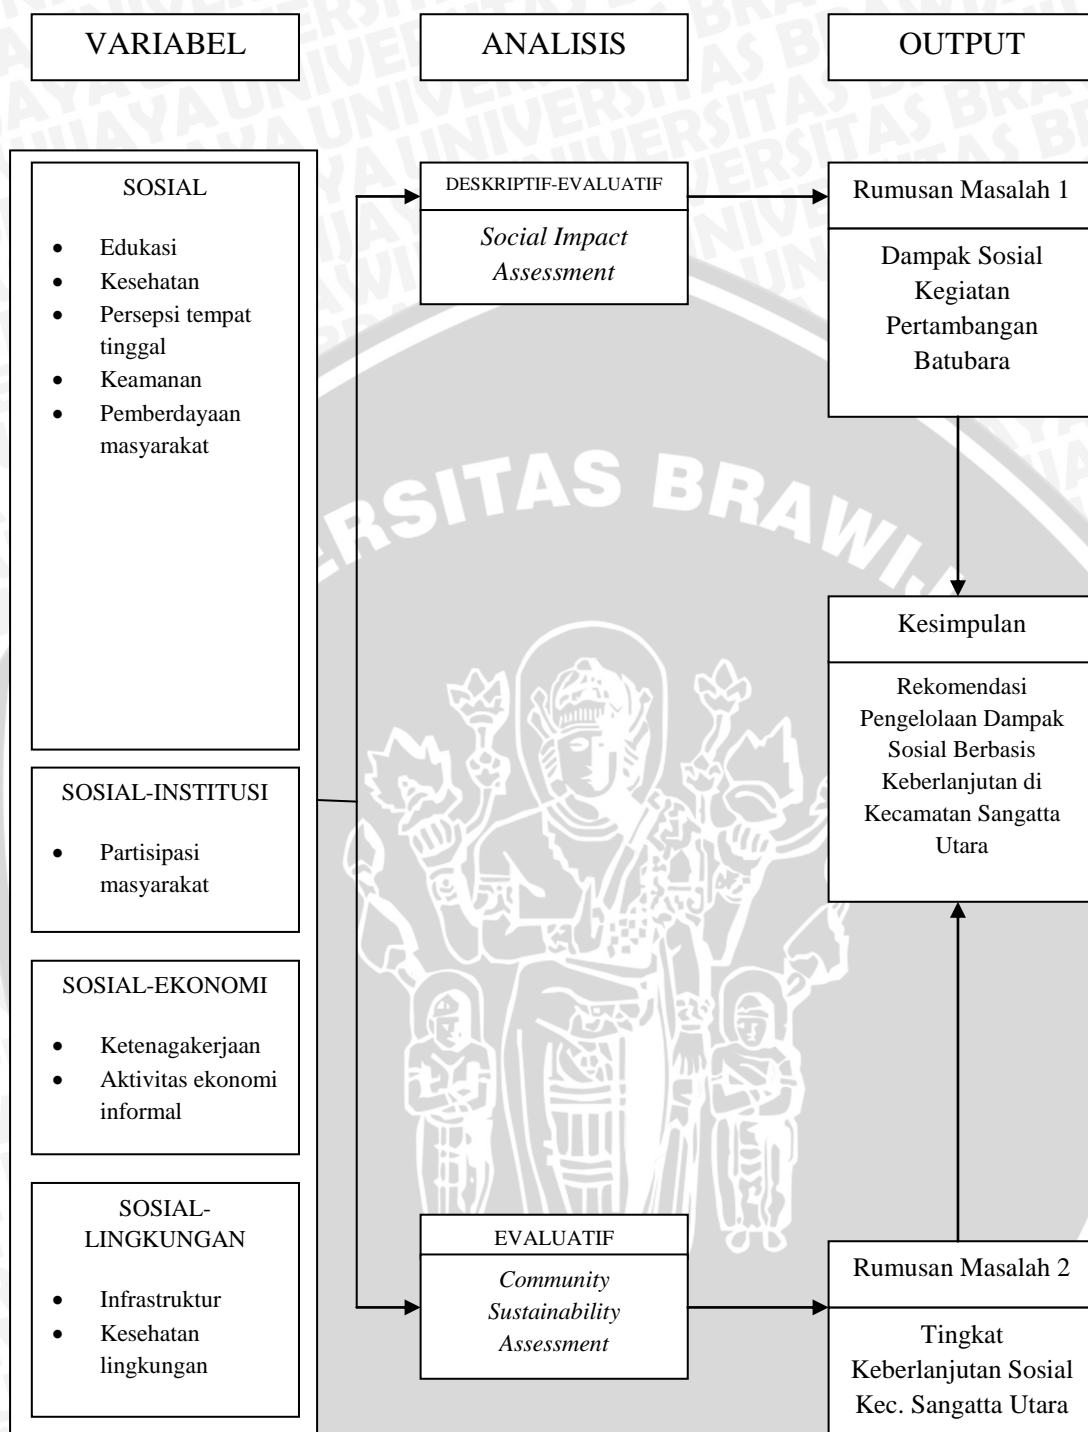 VARIABEL
ANALISIS
OUTPUT
SOSIAL
• Edukasi
• Kesehatan
• Persepsi tempat
tinggal
• Keamanan
• Pemberdayaan
masyarakat
SOSIAL-INSTITUSI
• Partisipasi
masyarakat
SOSIAL-EKONOMI
• Ketenagakerjaan
• Aktivitas ekonomi
informal
SOSIAL-
LINGKUNGAN
• Infrastruktur
• Kesehatan
lingkungan
DESKRIPTIF-EVALUATIF
Social Impact
Assessment
EVALUATIF
Community
Sustainability
Assessment
Rumusan Masalah 1
Dampak Sosial
Kegiatan
Pertambangan
Batubara
Kesimpulan
Rekomendasi
Pengelolaan Dampak
Sosial Berbasis
Keberlanjutan di
Kecamatan Sangatta
Utara
Rumusan Masalah 2
Tingkat
Keberlanjutan Sosial
Kec. Sangatta Utara